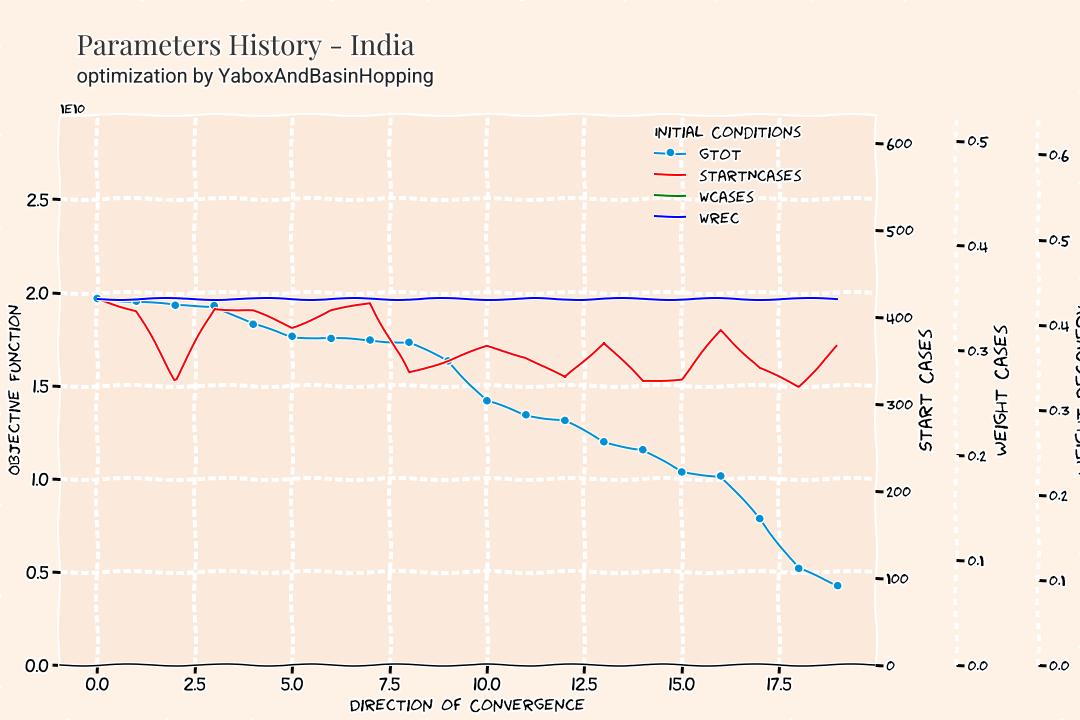 Parameters History - India
optimization by YaboxAndBasinHopping
1E10
INITIAL CONDITIONS
GTOT
STARTNCASES
WCASES
WREC
OBJECTIVE FUNCTION
2.5
2.0
1.5
1.0
0.5
0.0
0.0 2.5 5.0 7.5 10.0 12.5 15.0 17.5
DIRECTION OF CONVERGENCE
600
500
400
300
200
100
0
START CASES
0.5
0.4
0.3
0.2
0.1
0.0
WEIGHT CASES
0.6
0.5
0.4
0.3
0.2
0.1
0.0